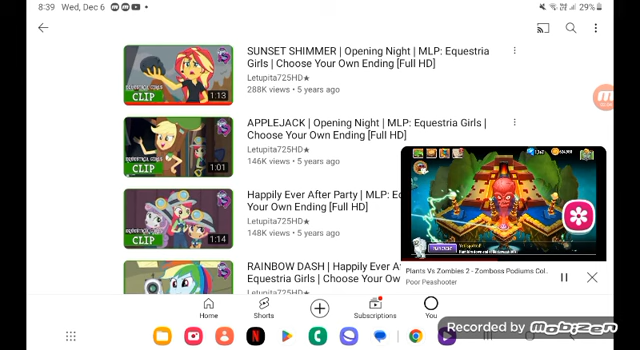 8:39 Wed, Dec 6
29%
SUNSET SHIMMER | Opening Night | MLP: Equestria
Girls | Choose Your Own Ending [Full HD]
Letupita725HD★
288K views • 5 years ago
CLIP
1:13
APPLEJACK | Opening Night | MLP: Equestria Girls |
Choose Your Own Ending [Full HD]
Letupita725HD★
146K views • 5 years ago
CLIP
1:01
Happily Ever After Party | MLP:
Your Own Ending [Full HD]
Letupita725HD★
148K views • 5 years ago
CLIP
1:14
RAINBOW DASH | Happily Ever
Equestria Girls | Choose Your Own
Plants Vs Zombies 2 - Zomboss Podiums Col..
Poor Peashooter
Home
Shorts
Subscriptions
You
Recorded by Mobizen